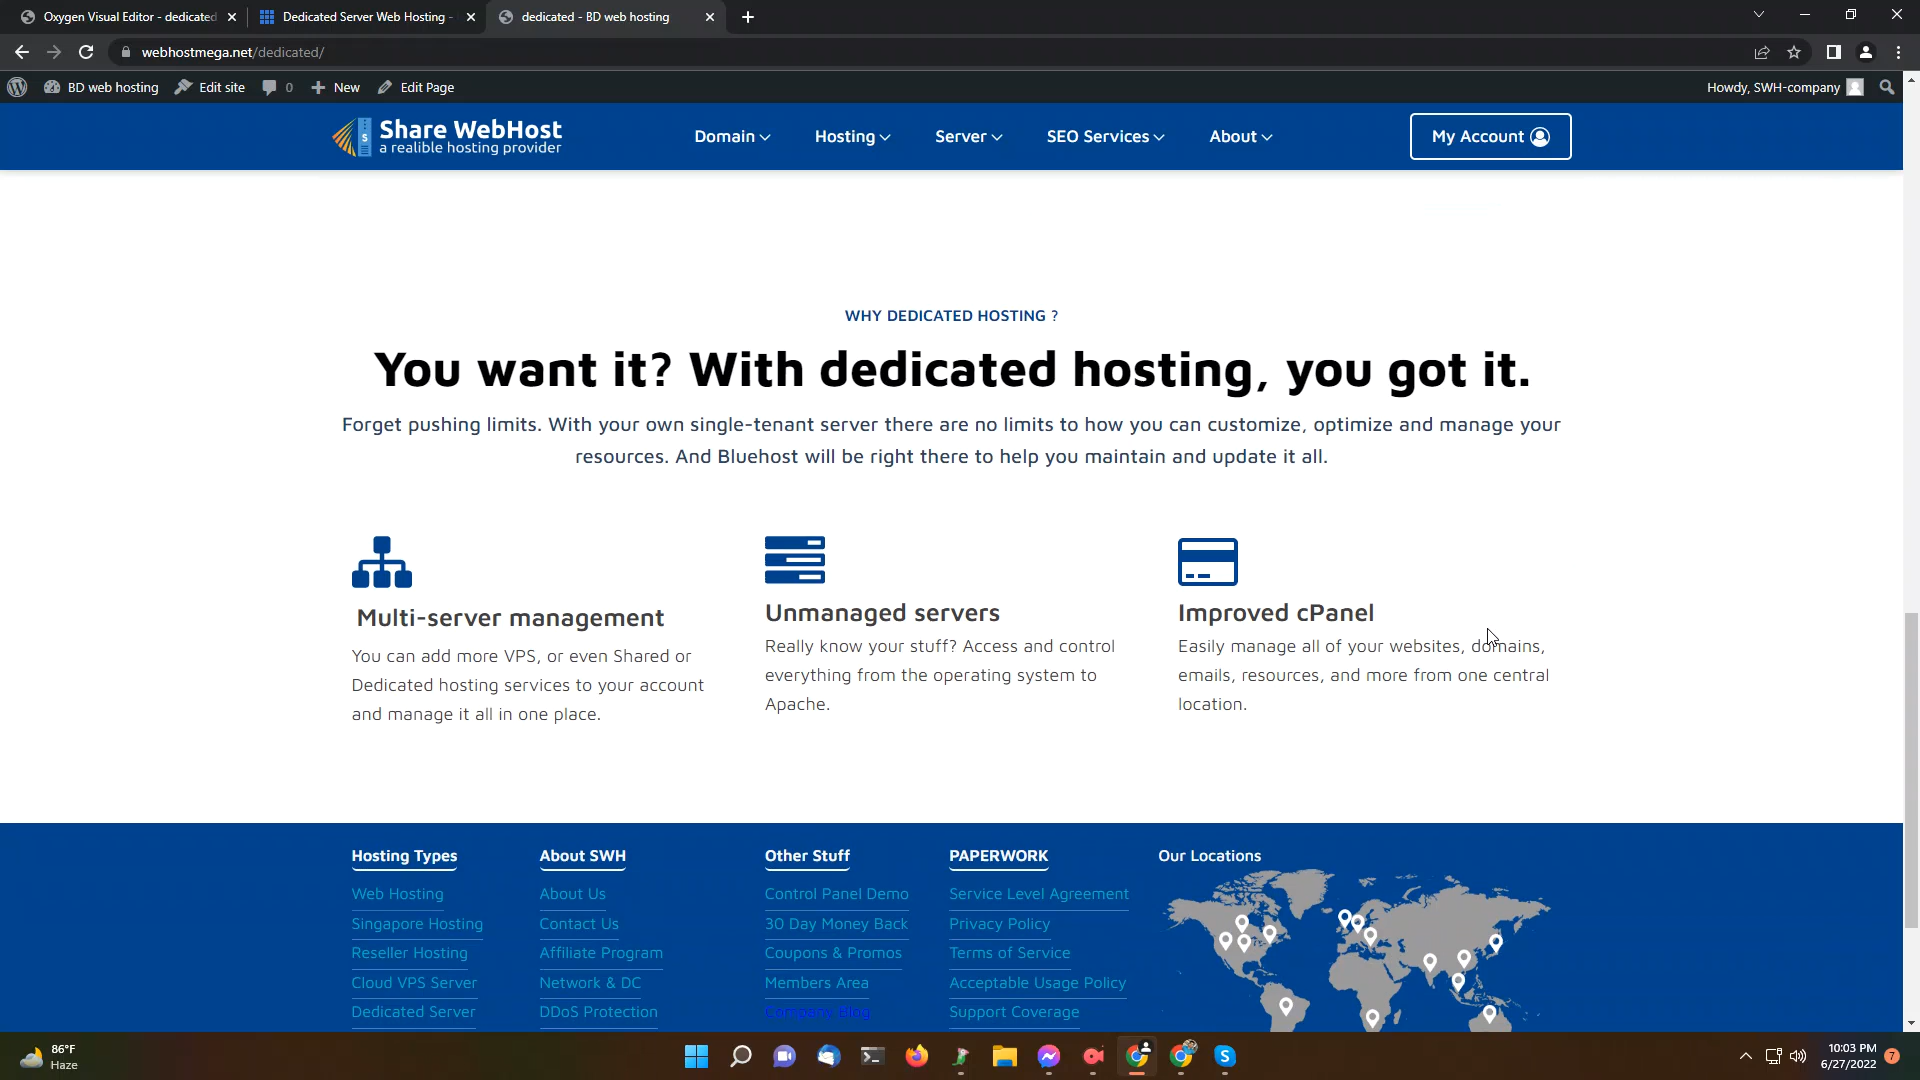 Oxygen Visual Editor - dedicated
Dedicated Server Web Hosting -
dedicated - BD web hosting
webhostmega.net/dedicated/
BD web hosting
Edit site
0
New
Edit Page
Howdy, SWH-company
Share WebHost
a realible hosting provider
Domain
Hosting
Server
SEO Services
About
My Account
WHY DEDICATED HOSTING ?
You want it? With dedicated hosting, you got it.
Forget pushing limits. With your own single-tenant server there are no limits to how you can customize, optimize and manage your
resources. And Bluehost will be right there to help you maintain and update it all.
Multi-server management
You can add more VPS, or even Shared or
Dedicated hosting services to your account
and manage it all in one place.
Unmanaged servers
Really know your stuff? Access and control
everything from the operating system to
Apache.
Improved cPanel
Easily manage all of your websites, domains,
emails, resources, and more from one central
location.
Hosting Types
Web Hosting
Singapore Hosting
Reseller Hosting
Cloud VPS Server
Dedicated Server
About SWH
About Us
Contact Us
Affiliate Program
Network & DC
DDoS Protection
Other Stuff
Control Panel Demo
30 Day Money Back
Coupons & Promos
Members Area
Company Blog
PAPERWORK
Service Level Agreement
Privacy Policy
Terms of Service
Acceptable Usage Policy
Support Coverage
Our Locations
86°F
Haze
10:03 PM
6/27/2022
7